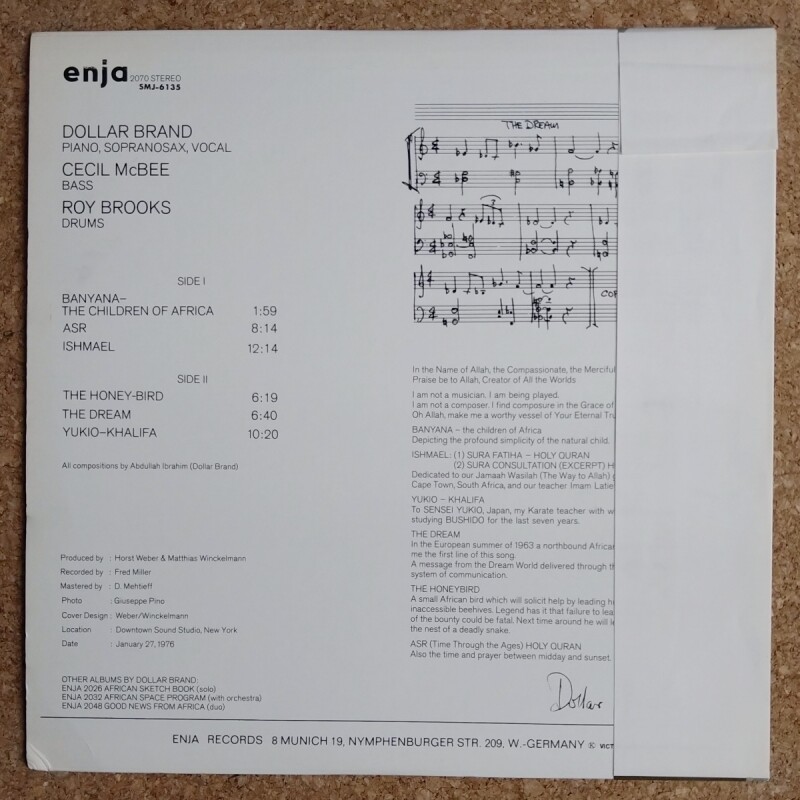 enja 2070 STEREO
SMJ-6135
DOLLAR BRAND
PIANO, SOPRANOSAX, VOCAL
CECIL McBEE
BASS
ROY BROOKS
DRUMS
SIDE I
BANYANA–
THE CHILDREN OF AFRICA 1:59
ASR 8:14
ISHMAEL 12:14
SIDE II
THE HONEY-BIRD 6:19
THE DREAM 6:40
YUKIO–KHALIFA 10:20
All compositions by Abdullah Ibrahim (Dollar Brand)
Produced by : Horst Weber & Matthias Winckelmann
Recorded by : Fred Miller
Mastered by : D. Mehtieff
Photo : Giuseppe Pino
Cover Design : Weber/Winckelmann
Location : Downtown Sound Studio, New York
Date : January 27, 1976
OTHER ALBUMS BY DOLLAR BRAND:
ENJA 2026 AFRICAN SKETCH BOOK (solo)
ENJA 2032 AFRICAN SPACE PROGRAM (with orchestra)
ENJA 2048 GOOD NEWS FROM AFRICA (duo)
THE DREAM
In the Name of Allah, the Compassionate, the Merciful
Praise be to Allah, Creator of All the Worlds
I am not a musician. I am being played.
I am not a composer. I find composure in the Grace of
Oh Allah, make me a worthy vessel of Your Eternal
BANYANA – the children of Africa
Depicting the profound simplicity of the natural child.
ISHMAEL: (1) SURA FATIHA – HOLY QURAN
(2) SURA CONSULTATION (EXCERPT)
Dedicated to our Jamaah Wasilah (The Way to Allah)
Cape Town, South Africa, and our teacher Imam
YUKIO – KHALIFA
To SENSEI YUKIO, Japan, my Karate teacher with
studying BUSHIDO for the last seven years.
THE DREAM
In the European summer of 1963 a northbound African
me the first line of this song.
A message from the Dream World delivered through
system of communication.
THE HONEYBIRD
A small African bird which will solicit help by leading
inaccessible beehives. Legend has it that failure to
of the bounty could be fatal. Next time around he will
the nest of a deadly snake.
ASR (Time Through the Ages) HOLY QURAN
Also the time and prayer between midday and sunset.
Dollar
ENJA RECORDS 8 MUNICH 19, NYMPHENBURGER STR. 209, W.-GERMANY